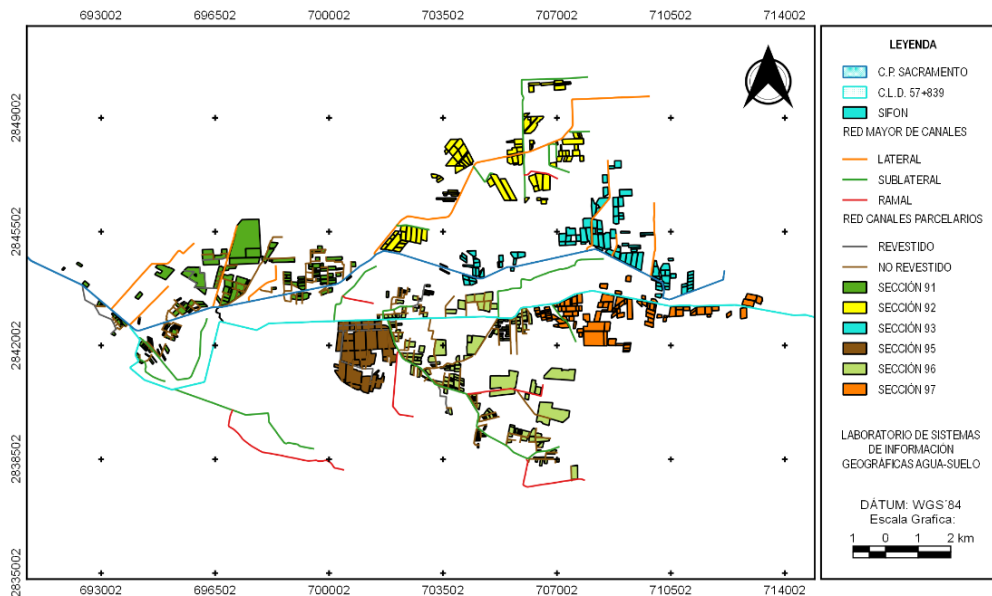 693002 696502 700002 703502 707002 710502 714002
2849002
2845502
2842002
2838502
2835002
693002 696502 700002 703502 707002 710502 714002
LEYENDA
C.P. SACRAMENTO
C.L.D. 57+839
SIFON
RED MAYOR DE CANALES
LATERAL
SUBLATERAL
RAMAL
RED CANALES PARCELARIOS
REVESTIDO
NO REVESTIDO
SECCIÓN 91
SECCIÓN 92
SECCIÓN 93
SECCIÓN 95
SECCIÓN 96
SECCIÓN 97
LABORATORIO DE SISTEMAS
DE INFORMACIÓN
GEOGRÁFICAS AGUA-SUELO
DÁTUM: WGS´84
Escala Grafica:
1 0 1 2 km